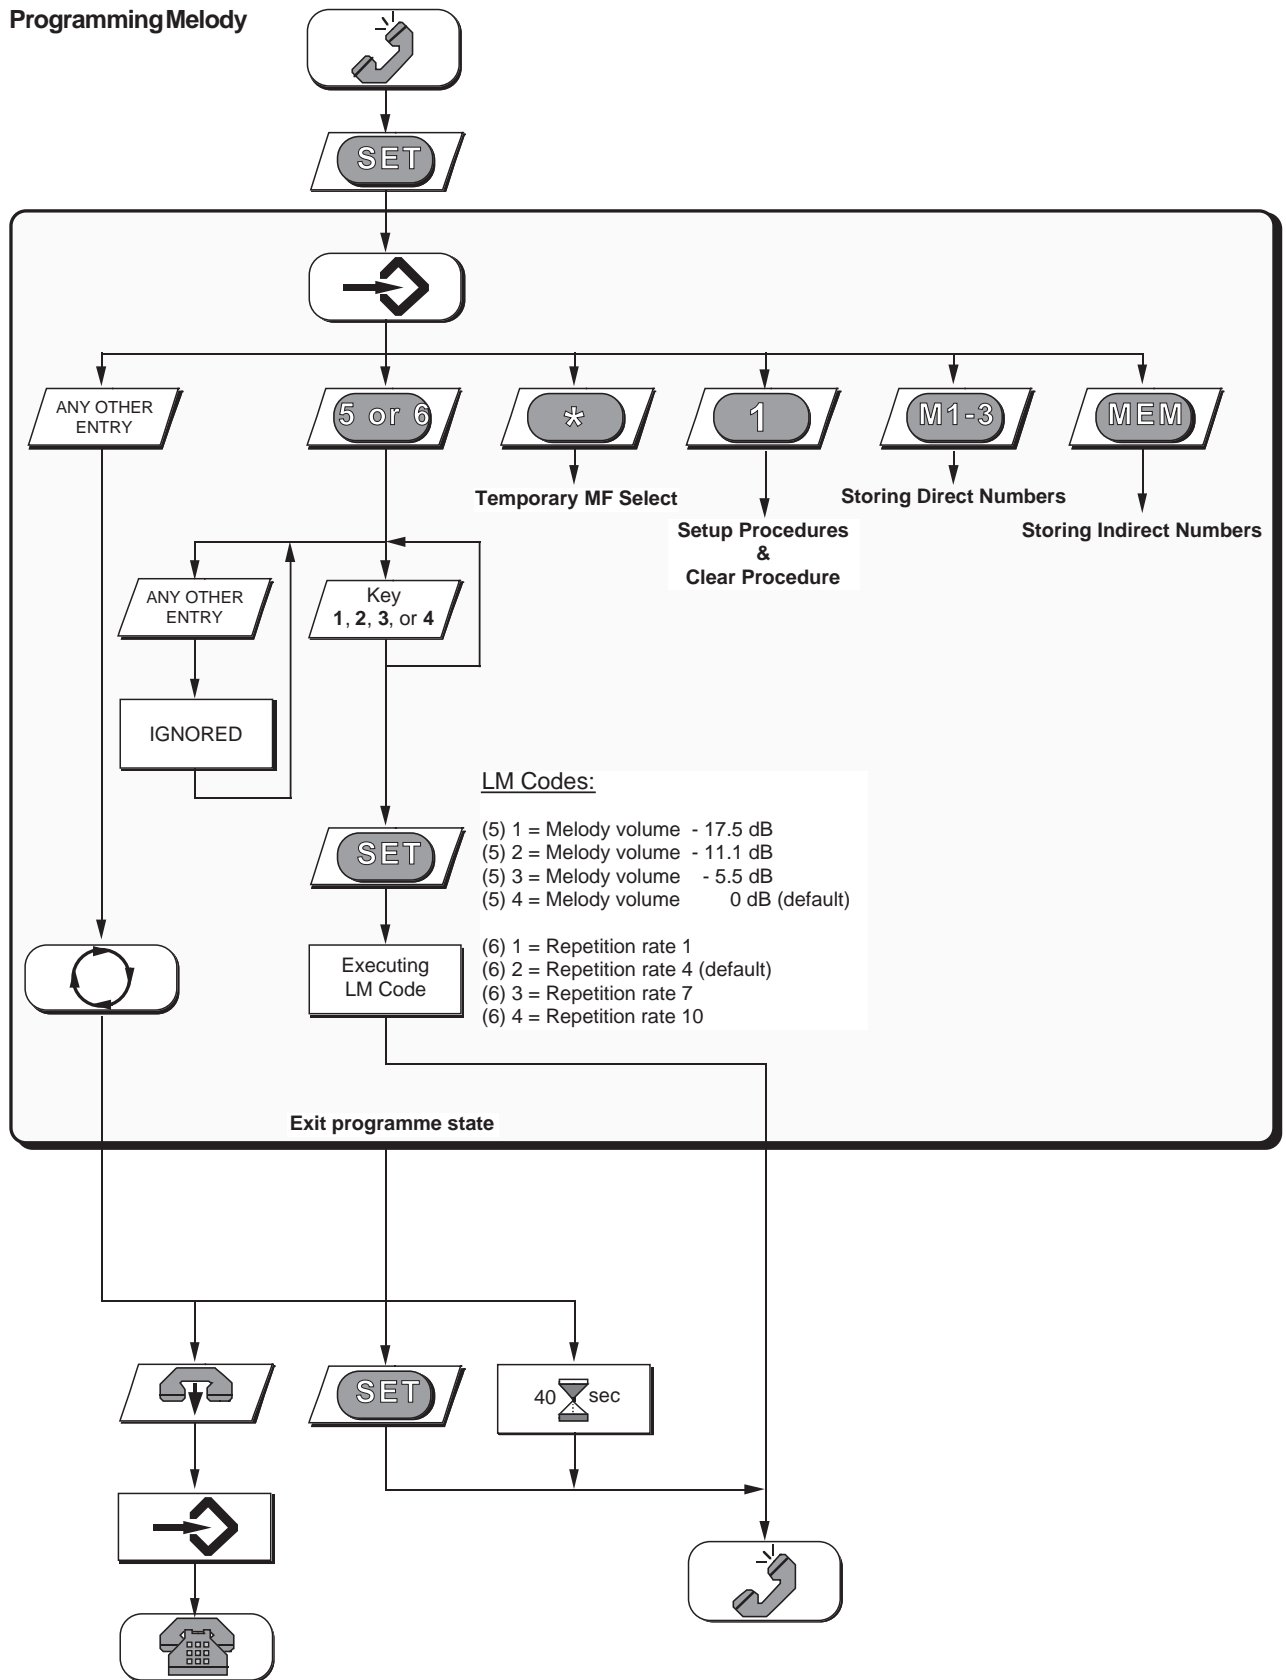 Programming Melody
SET
ANY OTHER
ENTRY
5 or 6
*
1
M1-3
MEM
Temporary MF Select
Setup Procedures
&
Clear Procedure
Storing Direct Numbers
Storing Indirect Numbers
ANY OTHER
ENTRY
Key
1, 2, 3, or 4
IGNORED
SET
Executing
LM Code
LM Codes:
(5) 1 = Melody volume - 17.5 dB
(5) 2 = Melody volume - 11.1 dB
(5) 3 = Melody volume - 5.5 dB
(5) 4 = Melody volume 0 dB (default)
(6) 1 = Repetition rate 1
(6) 2 = Repetition rate 4 (default)
(6) 3 = Repetition rate 7
(6) 4 = Repetition rate 10
Exit programme state
SET
40 sec